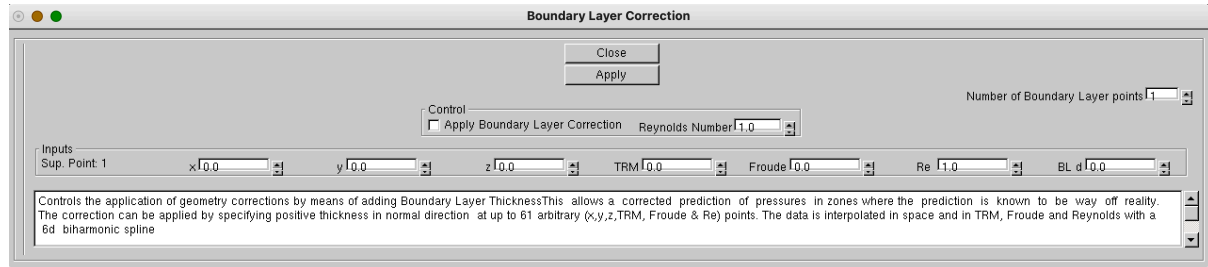 Boundary Layer Correction
Close
Apply
Number of Boundary Layer points 1
Control
Apply Boundary Layer Correction Reynolds Number 1.0
Inputs
Sup. Point: 1 x 0.0 y 0.0 z 0.0 TRM 0.0 Froude 0.0 Re 1.0 BL d 0.0
Controls the application of geometry corrections by means of adding Boundary Layer ThicknessThis allows a corrected prediction of pressures in zones where the prediction is known to be way off reality.
The correction can be applied by specifying positive thickness in normal direction at up to 61 arbitrary (x,y,z,TRM, Froude & Re) points. The data is interpolated in space and in TRM, Froude and Reynolds with a
6d biharmonic spline